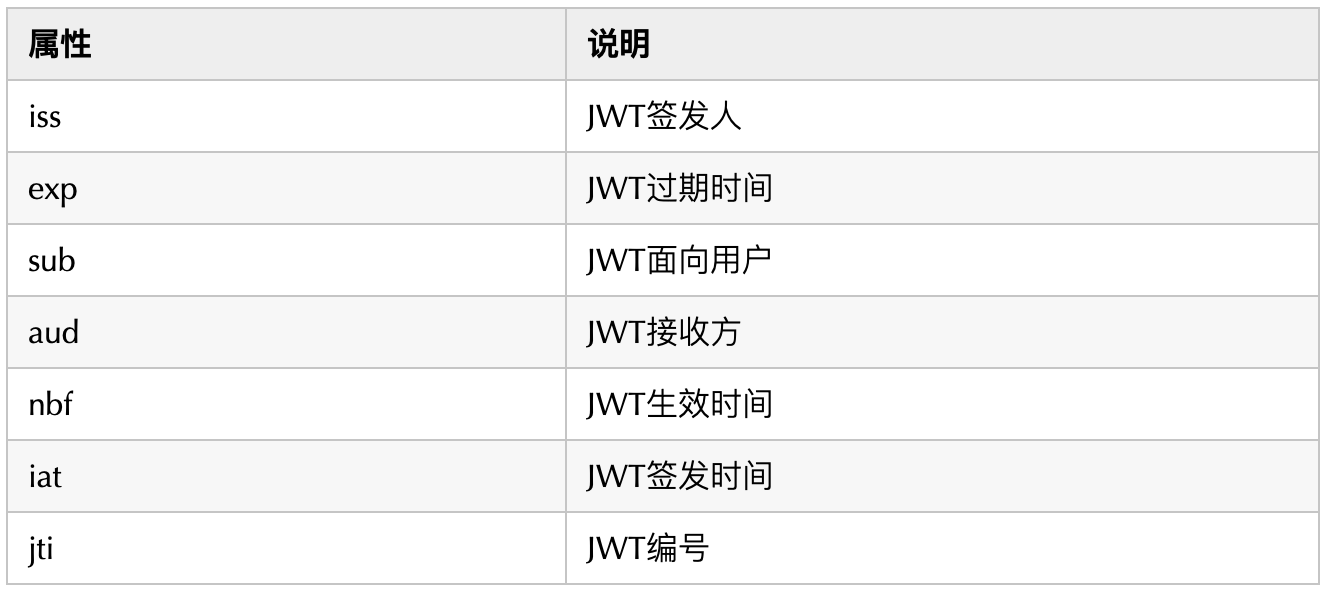 属性 说明
iss JWT签发人
exp JWT过期时间
sub JWT面向用户
aud JWT接收方
nbf JWT生效时间
iat JWT签发时间
jti JWT编号